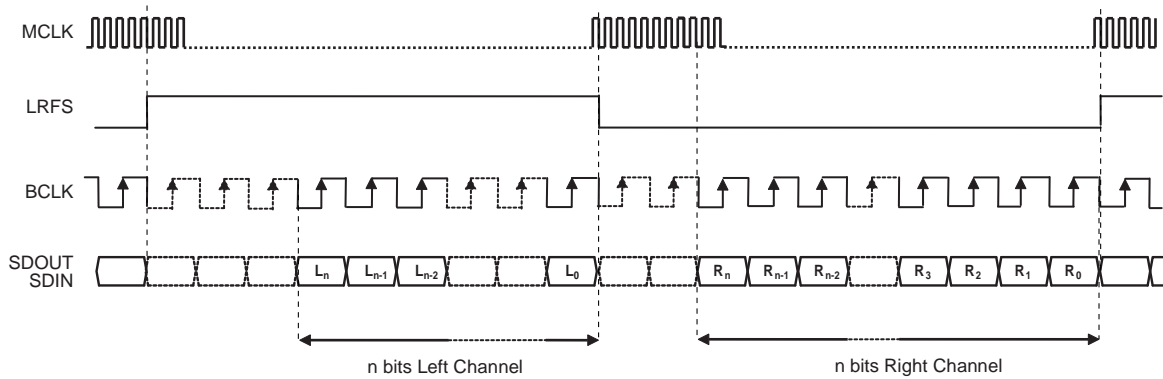 MCLK
LRFS
BCLK
SDOUT
SDIN
Ln Ln-1 Ln-2 L0 Rn Rn-1 Rn-2 R3 R2 R1 R0
n bits Left Channel n bits Right Channel